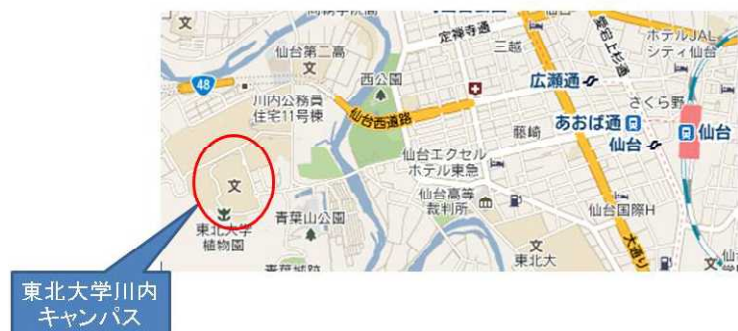 仙台第二高
定禅寺通
三越
ホテルJAL
シティ仙台
愛宕上杉通
48
西公園
川内公務員
住宅11号棟
広瀬通
さくら野
仙台西道路
藤崎
あおば通
仙台
仙台
仙台エクセル
ホテル東急
文
仙台高等
裁判所
仙台国際H
青葉山公園
東北大学
植物園
大通り
東北大
文
青葉城跡
東北大学川内
キャンパス